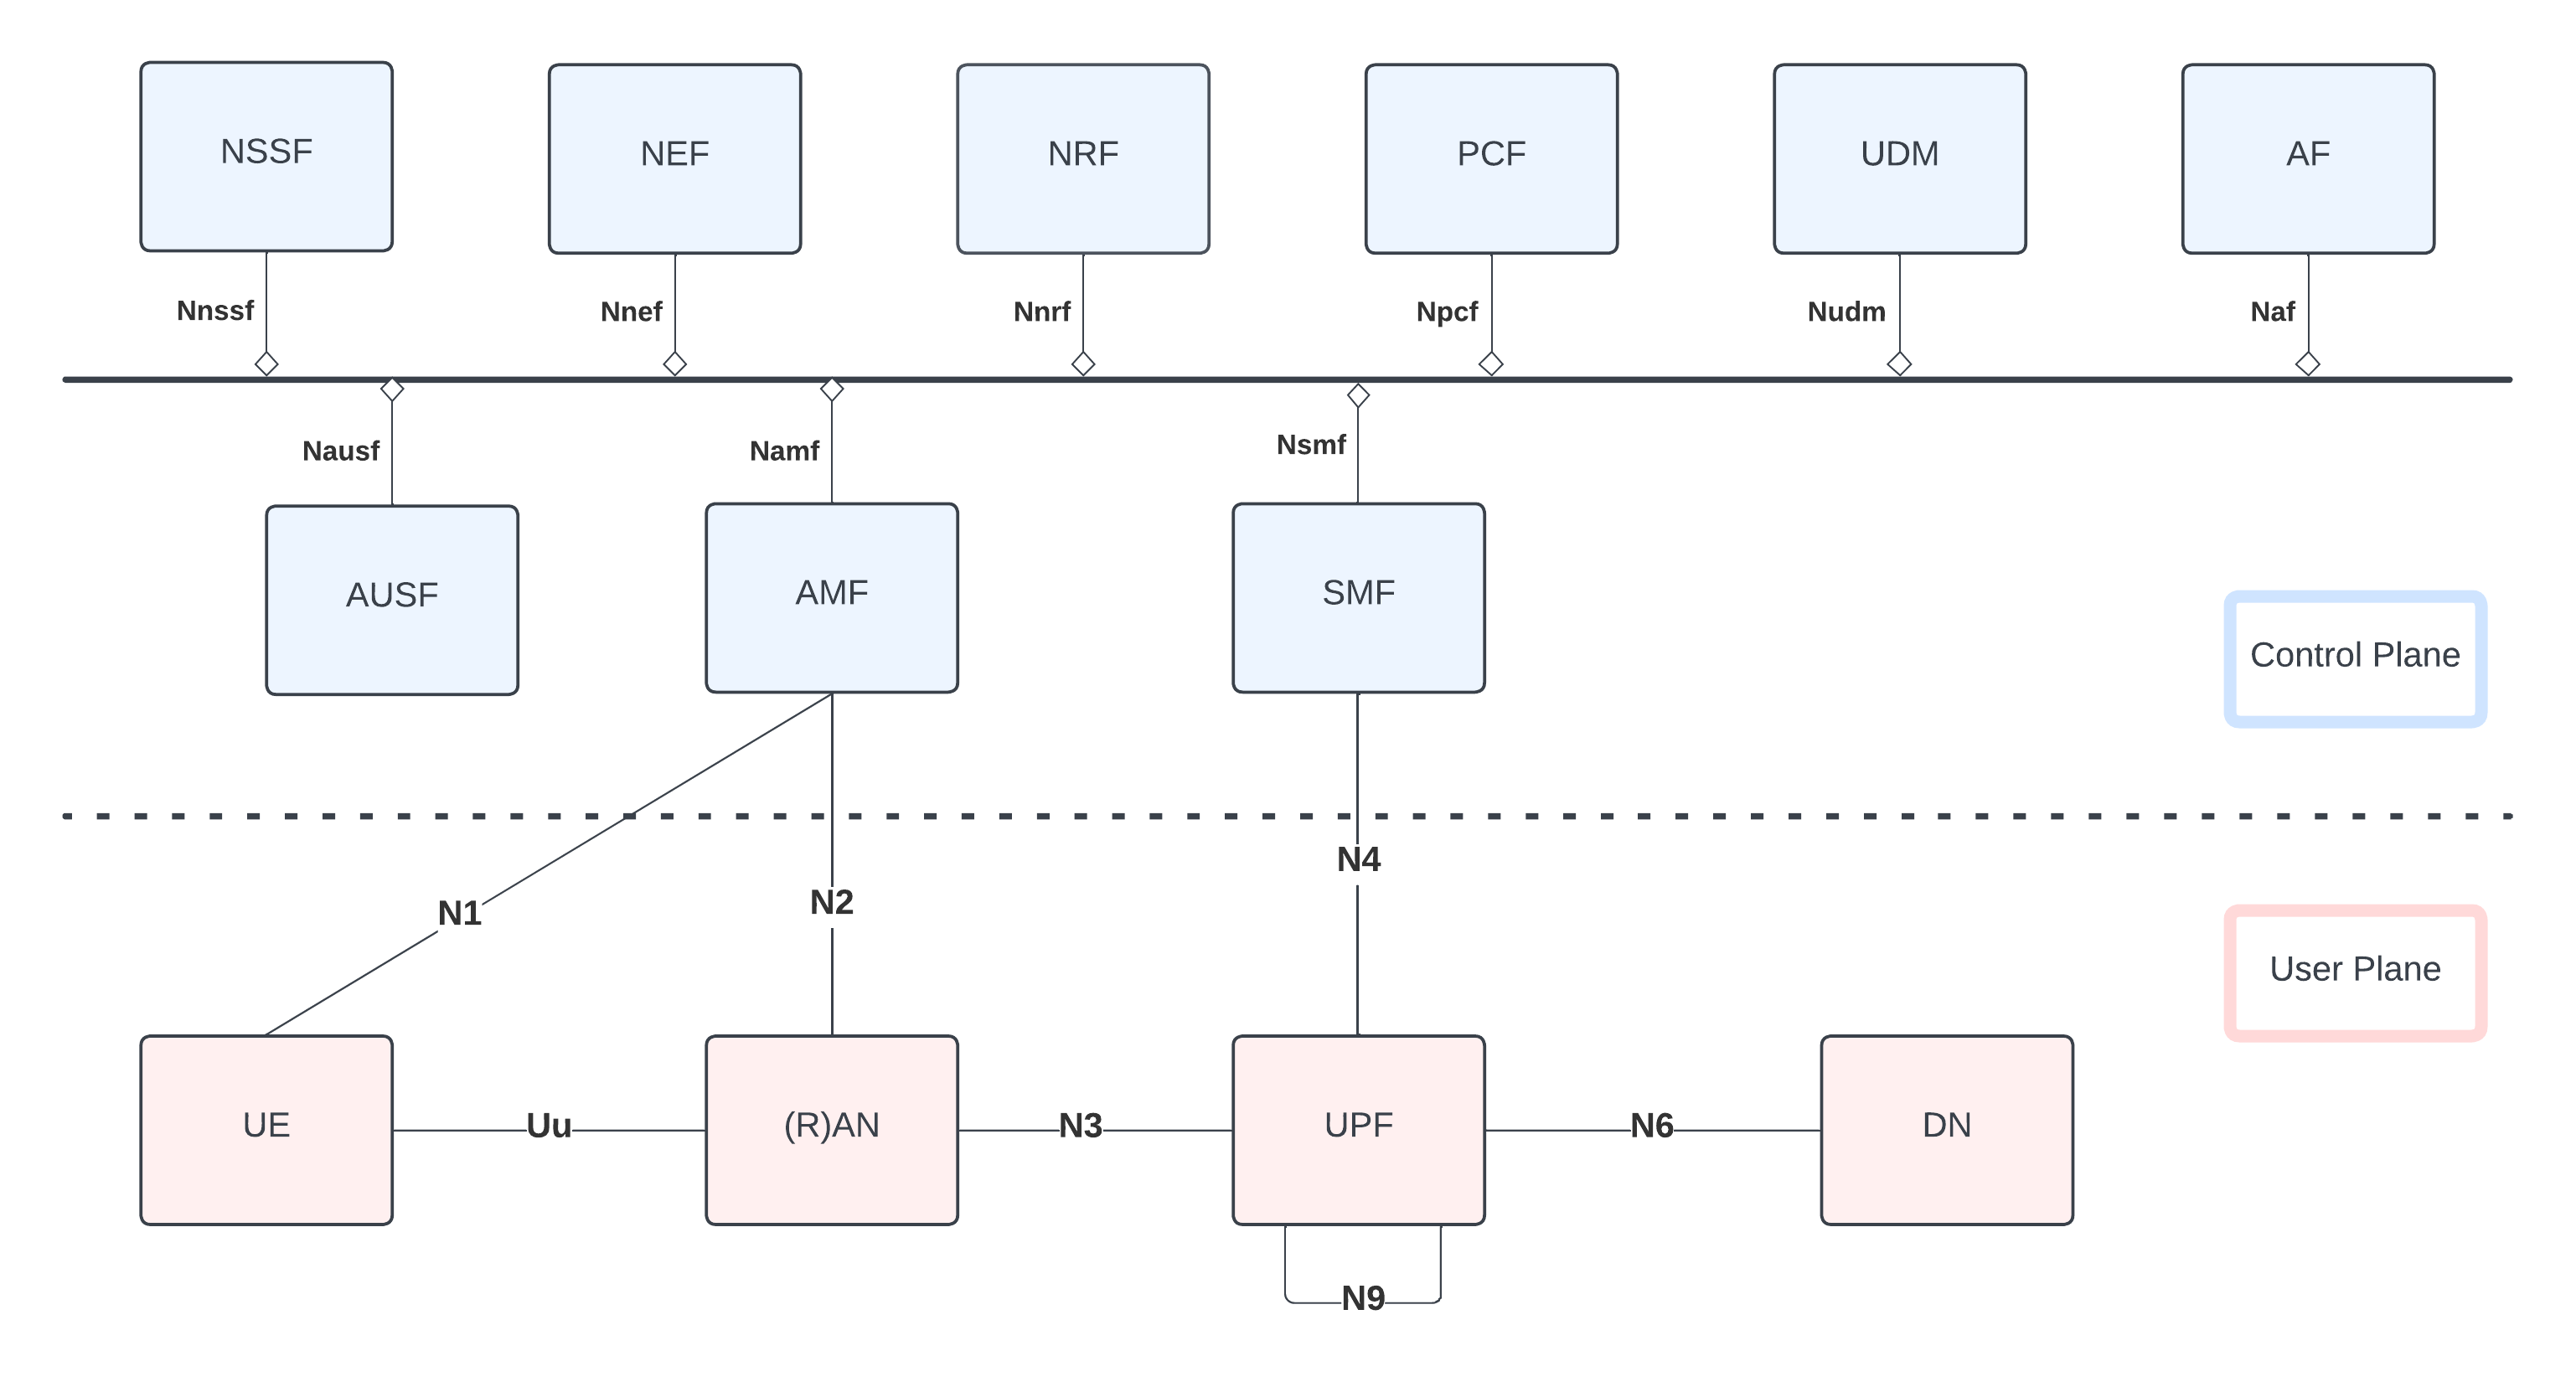 NSSF
NEF
NRF
PCF
UDM
AF
Nnssf
Nnef
Nnrf
Npcf
Nudm
Naf
Nausf
Namf
Nsmf
AUSF
AMF
SMF
Control Plane
N4
N2
N1
User Plane
UE
Uu
(R)AN
N3
UPF
N6
DN
N9